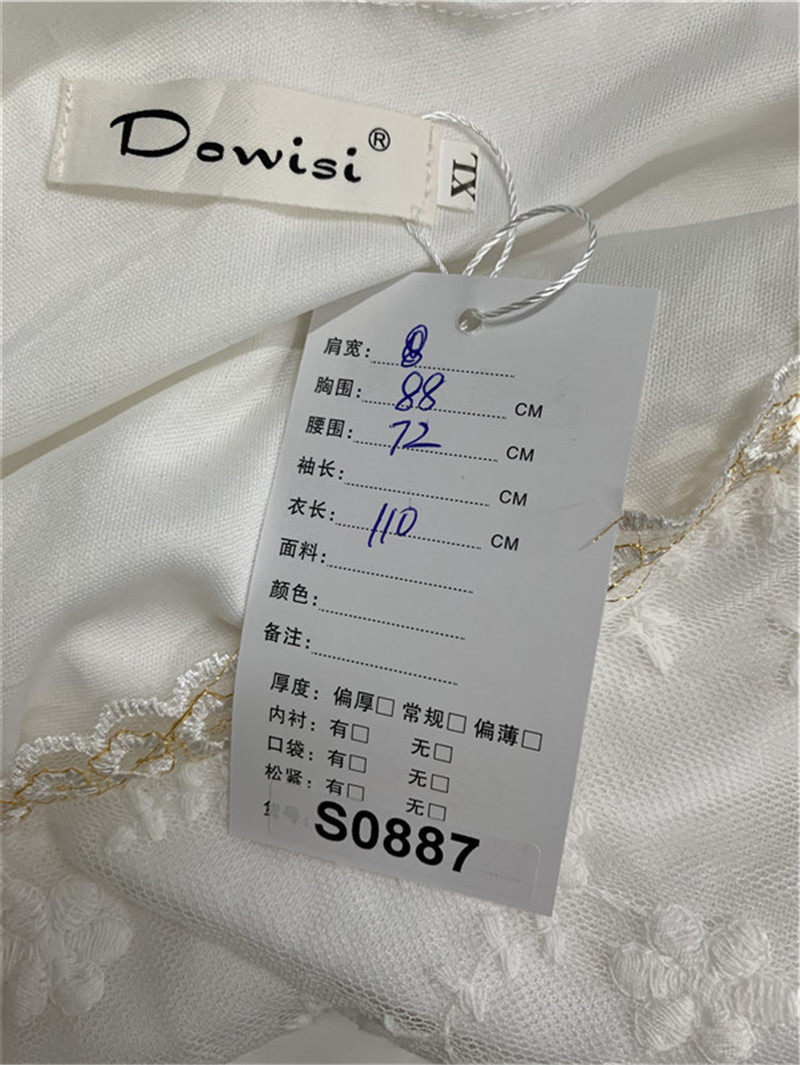 Dowisi®
XL
肩宽:
胸围: 88 CM
腰围: 72 CM
袖长: CM
衣长: 110 CM
面料:
颜色:
备注:
厚度: 偏厚□ 常规□ 偏薄□
内衬: 有□ 无□
口袋: 有□ 无□
松紧: 有□ 无□
S0887